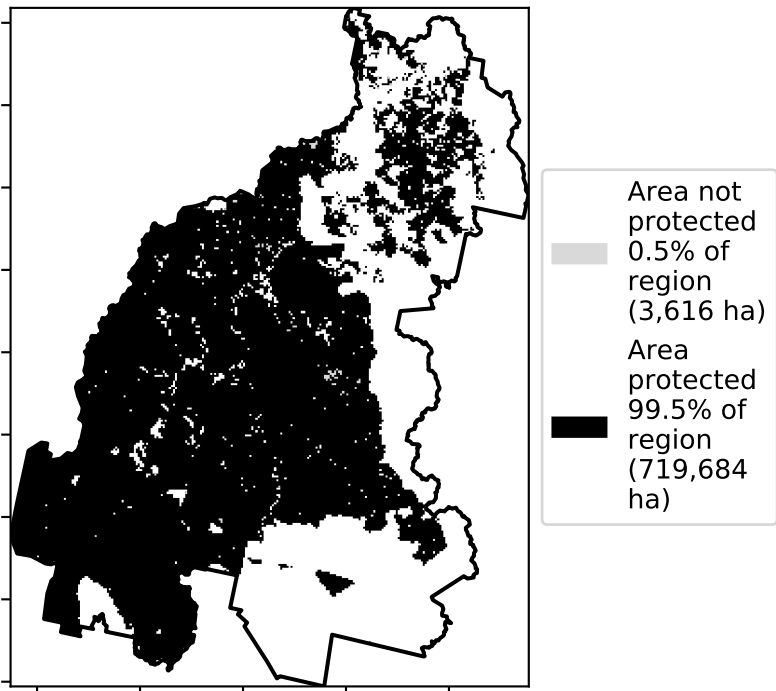 Area not
protected
0.5% of
region
(3,616 ha)
Area
protected
99.5% of
region
(719,684
ha)